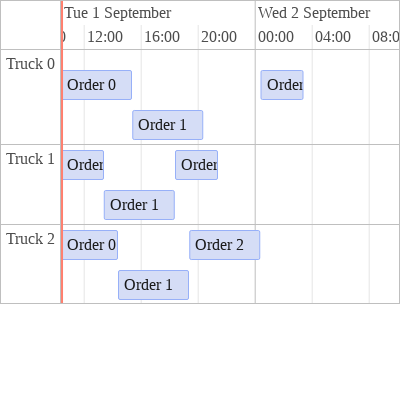 Tue 1 September Wed 2 September
0 12:00 16:00 20:00 00:00 04:00 08:0
Truck 0
Order 0 Order
Order 1
Truck 1
Order Order
Order 1
Truck 2
Order 0 Order 2
Order 1